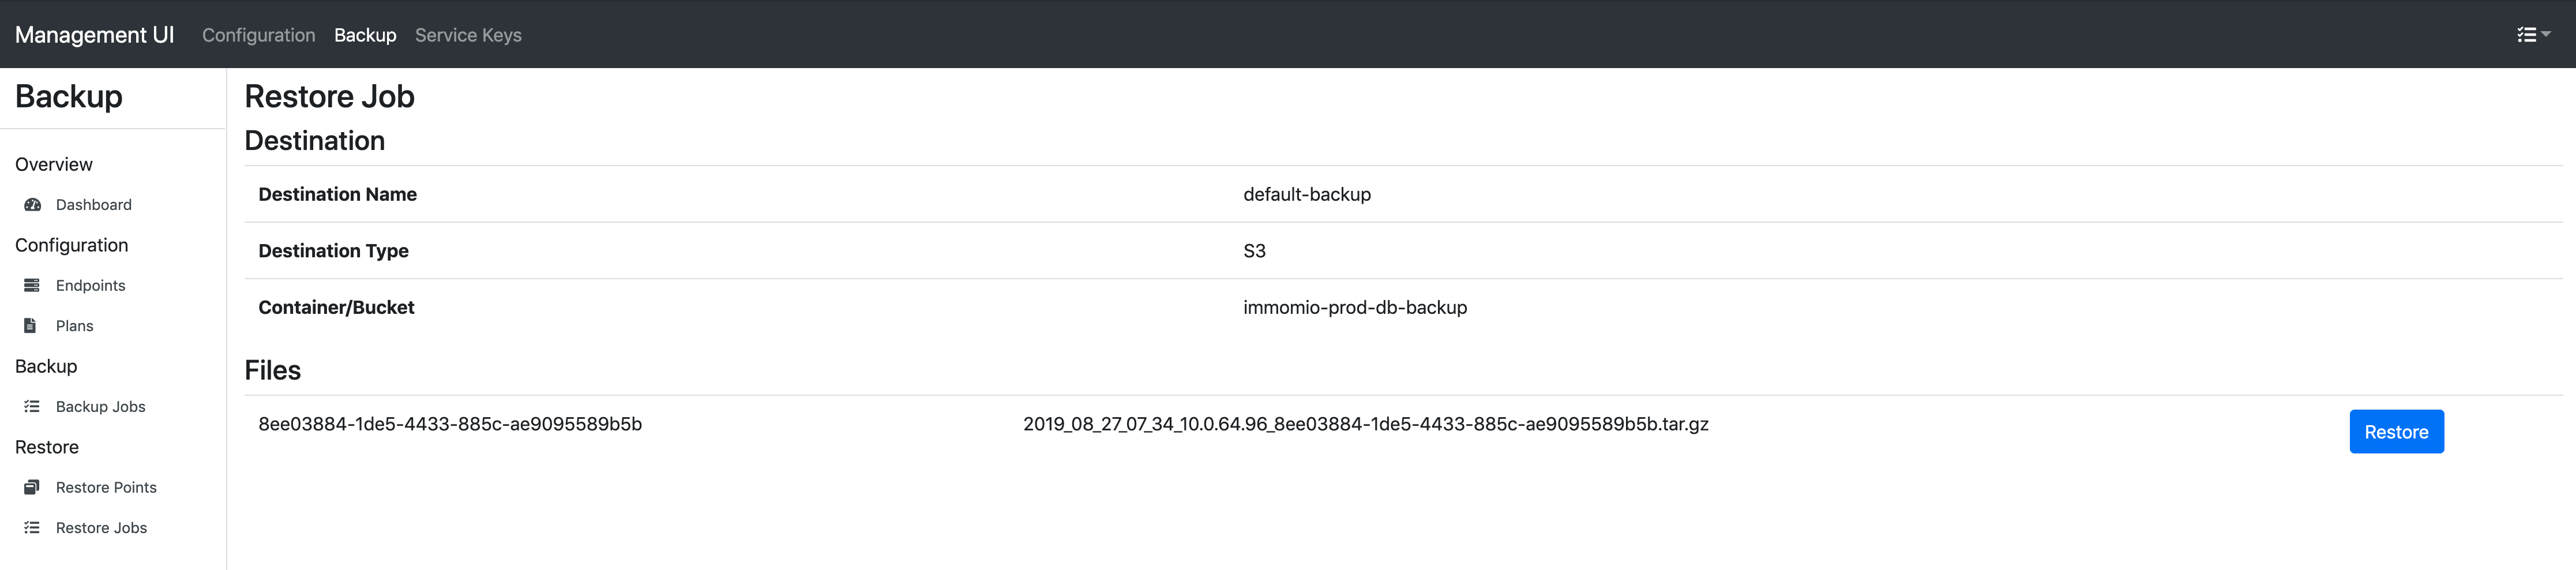 Management UI Configuration Backup Service Keys
Backup
Overview
Dashboard
Configuration
Endpoints
Plans
Backup
Backup Jobs
Restore
Restore Points
Restore Jobs
Restore Job
Destination
Destination Name default-backup
Destination Type S3
Container/Bucket immomio-prod-db-backup
Files
8ee03884-1de5-4433-885c-ae9095589b5b 2019_08_27_07_34_10.0.64.96_8ee03884-1de5-4433-885c-ae9095589b5b.tar.gz Restore